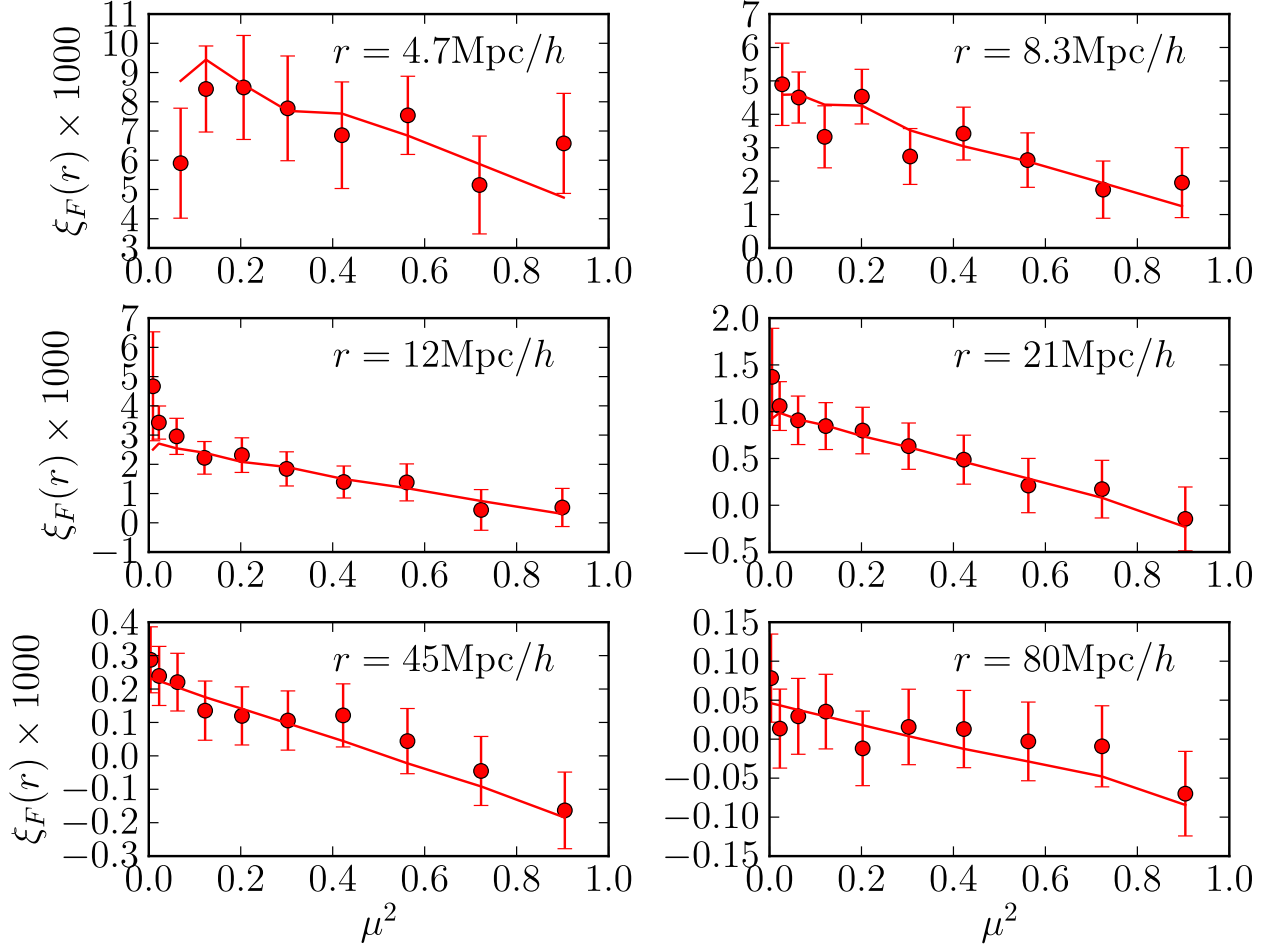 r = 4.7Mpc/h
ξ_F(r) × 1000
11
10
9
8
7
6
5
4
3
0.0 0.2 0.4 0.6 0.8 1.0
r = 8.3Mpc/h
7
6
5
4
3
2
1
0
0.0 0.2 0.4 0.6 0.8 1.0
r = 12Mpc/h
ξ_F(r) × 1000
7
6
5
4
3
2
1
0
−1
0.0 0.2 0.4 0.6 0.8 1.0
r = 21Mpc/h
2.0
1.5
1.0
0.5
0.0
−0.5
0.0 0.2 0.4 0.6 0.8 1.0
r = 45Mpc/h
ξ_F(r) × 1000
0.4
0.3
0.2
0.1
0.0
−0.1
−0.2
−0.3
0.0 0.2 0.4 0.6 0.8 1.0
μ²
r = 80Mpc/h
0.15
0.10
0.05
0.00
−0.05
−0.10
−0.15
0.0 0.2 0.4 0.6 0.8 1.0
μ²